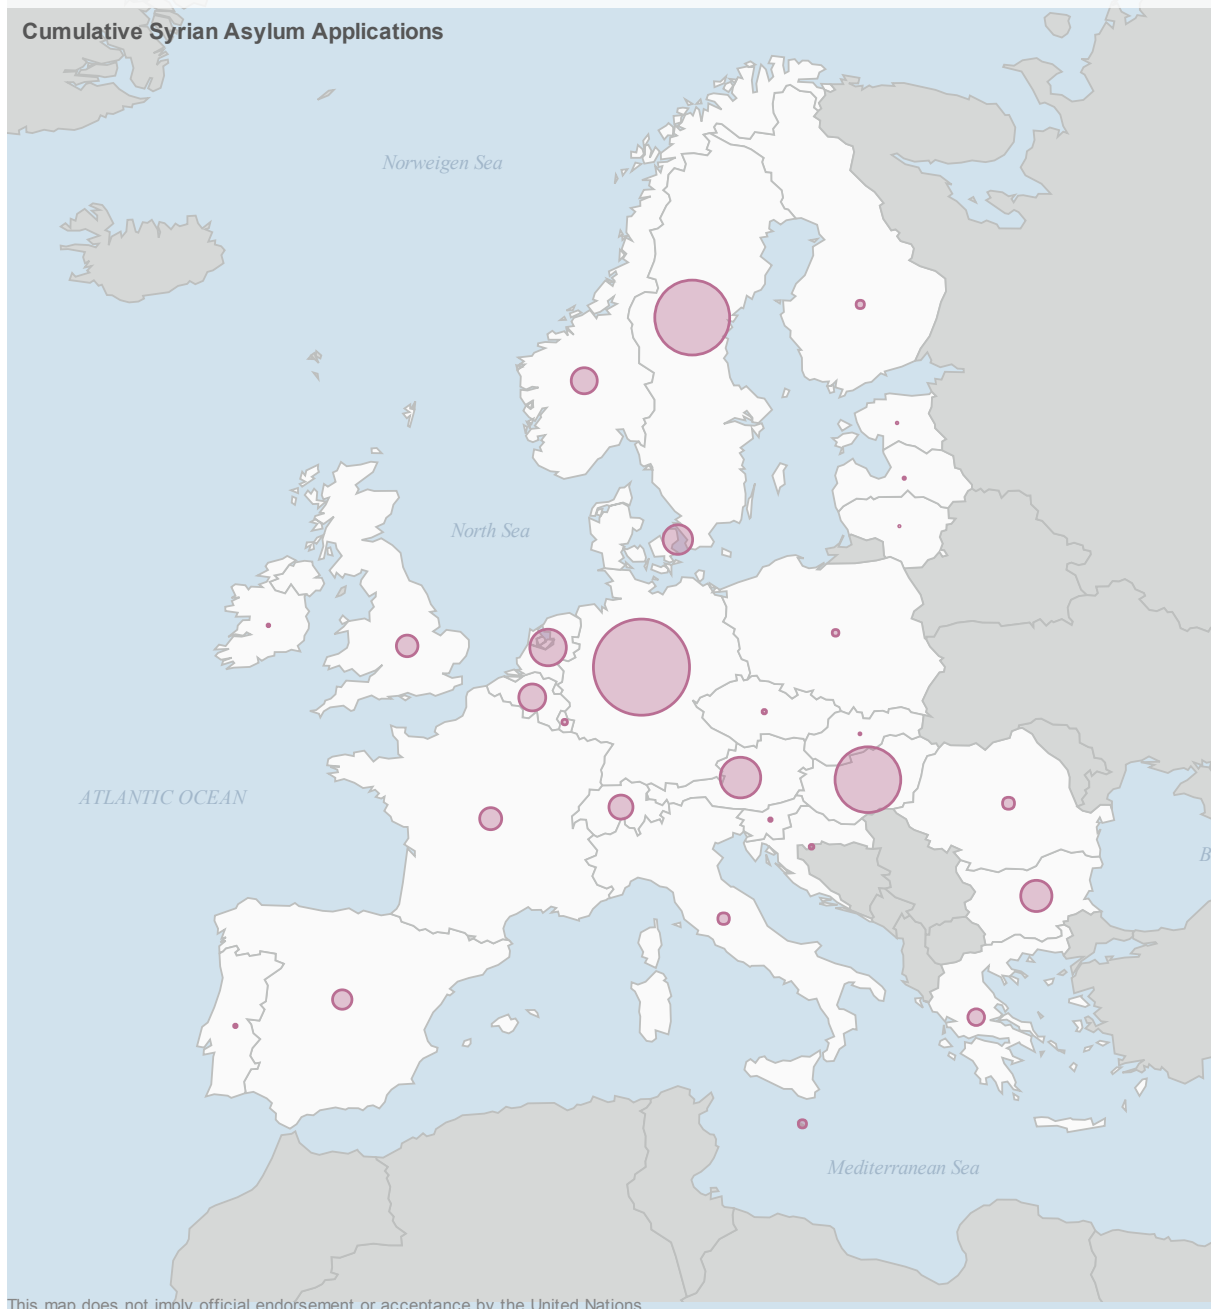 Cumulative Syrian Asylum Applications
Norweigen Sea
North Sea
ATLANTIC OCEAN
B
Mediterranean Sea
This map does not imply official endorsement or acceptance by the United Nations